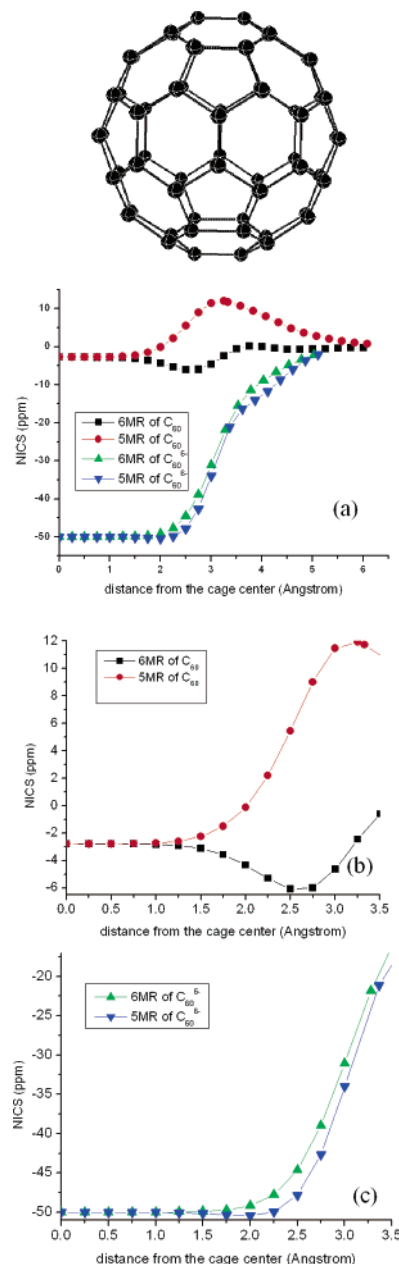 10
0
-10
-20
-30
-40
-50
NICS (ppm)
6MR of C60
5MR of C60
6MR of C60 6-
5MR of C60 6-
(a)
0 1 2 3 4 5 6
distance from the cage center (Angstrom)
12
10
8
6
4
2
0
-2
-4
-6
NICS (ppm)
6MR of C60
5MR of C60
(b)
0.0 0.5 1.0 1.5 2.0 2.5 3.0 3.5
distance from the cage center (Angstrom)
-20
-25
-30
-35
-40
-45
-50
NICS (ppm)
6MR of C60 6-
5MR of C60 6-
(c)
0.0 0.5 1.0 1.5 2.0 2.5 3.0 3.5
distance from the cage center (Angstrom)